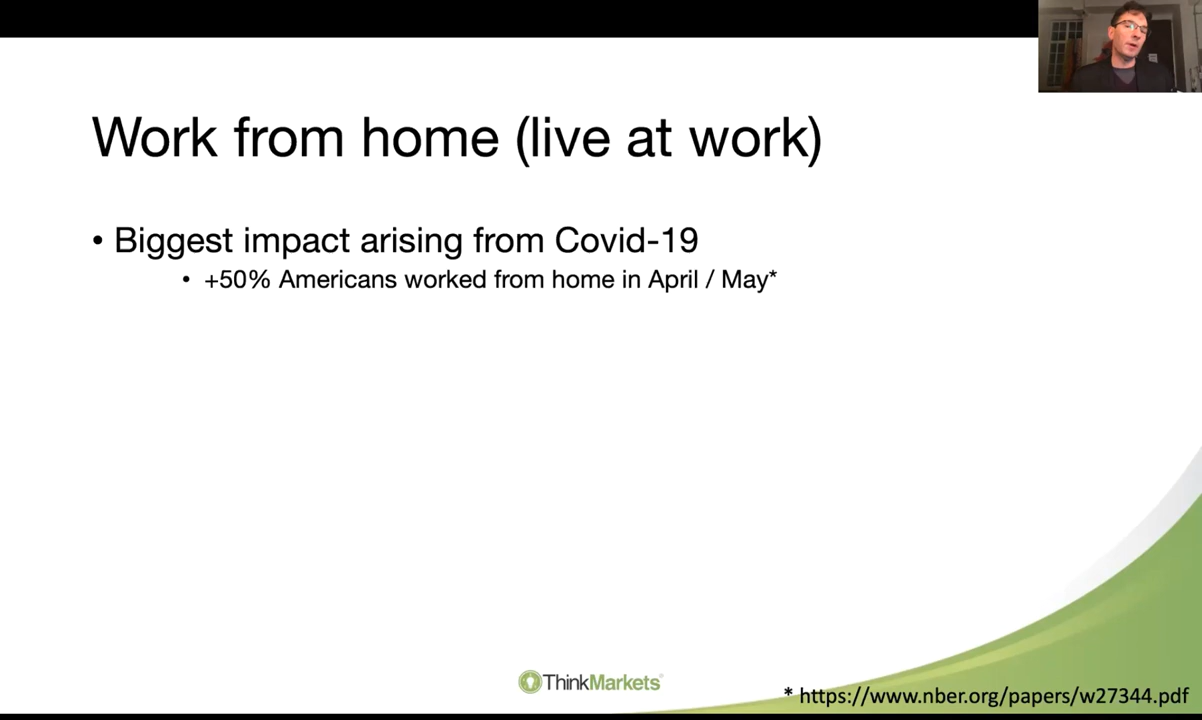 Work from home (live at work)
• Biggest impact arising from Covid-19
• +50% Americans worked from home in April / May*
ThinkMarkets
* https://www.nber.org/papers/w27344.pdf